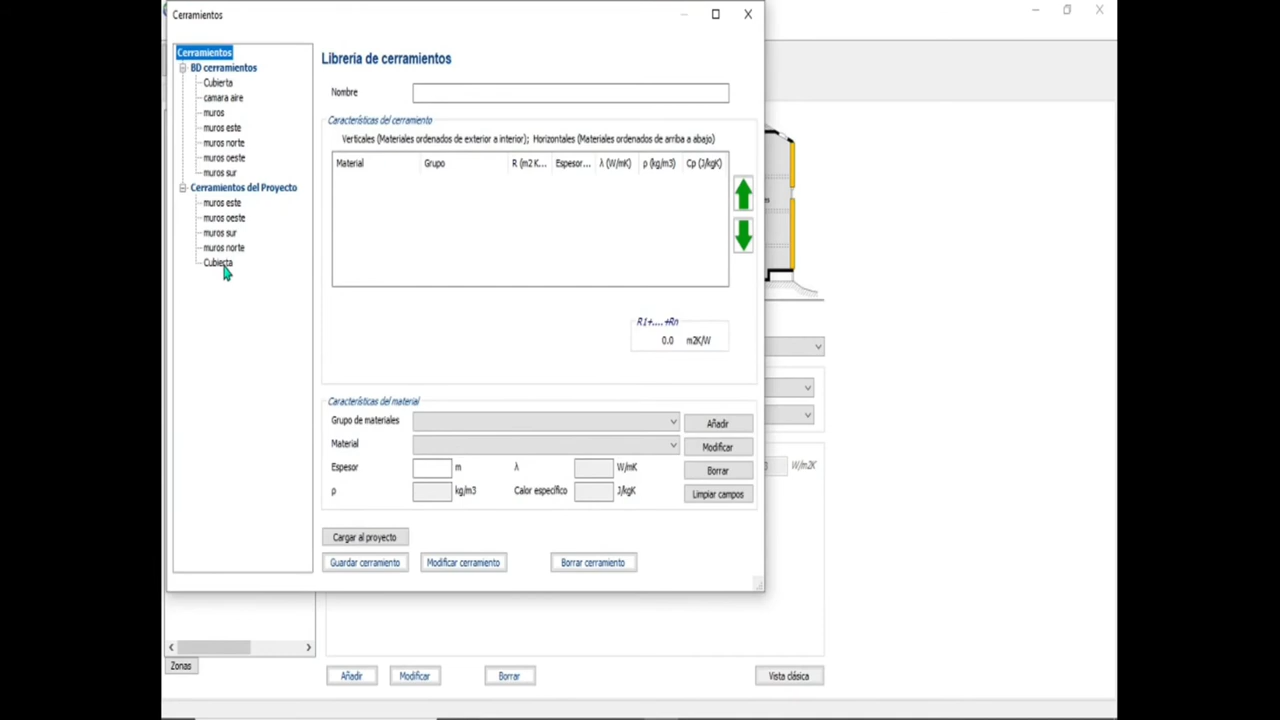 Cerramientos
Cerramientos
BD cerramientos
Cubierta
camara aire
muros
muros este
muros norte
muros oeste
muros sur
Cerramientos del Proyecto
muros este
muros oeste
muros sur
muros norte
Cubierta
Librería de cerramientos
Nombre
Características del cerramiento
Verticales (Materiales ordenados de exterior a interior); Horizontales (Materiales ordenados de arriba a abajo)
Material Grupo R (m2 K... Espesor... λ (W/mK) ρ (kg/m3) Cp (J/kgK)
R1+....+Rn
0.0 m2K/W
Características del material
Grupo de materiales Añadir
Material Modificar
Espesor m λ W/mK Borrar
ρ kg/m3 Calor específico J/kgK Limpiar campos
Cargar al proyecto
Guardar cerramiento Modificar cerramiento Borrar cerramiento
W/m2K
Zonas
Añadir Modificar Borrar Vista clásica